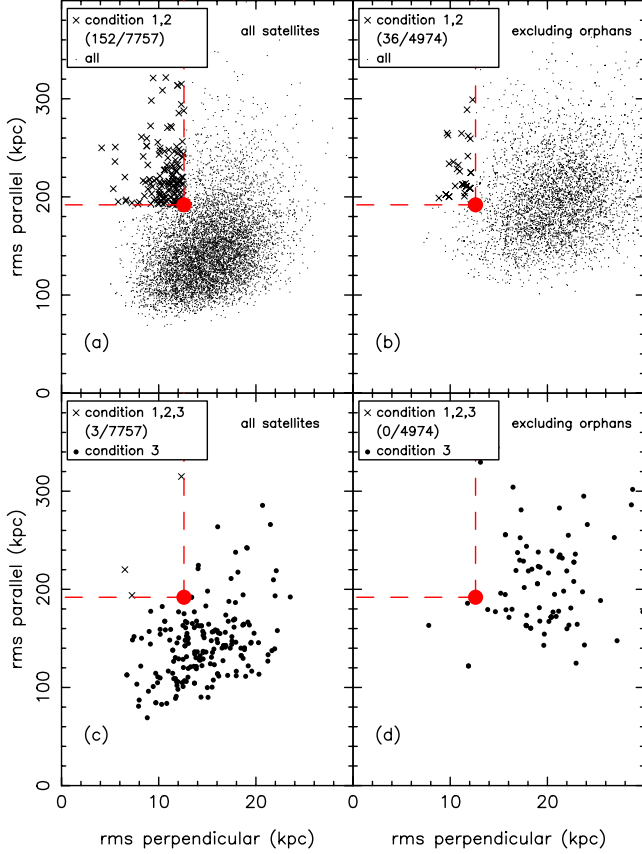 × condition 1,2
(152/7757)
. all
all satellites
× condition 1,2
(36/4974)
. all
excluding orphans
rms parallel (kpc)
300
200
100
0
(a)
(b)
× condition 1,2,3
(3/7757)
● condition 3
all satellites
× condition 1,2,3
(0/4974)
● condition 3
excluding orphans
rms parallel (kpc)
300
200
100
0
(c)
(d)
0
10
20
0
10
20
rms perpendicular (kpc)
rms perpendicular (kpc)